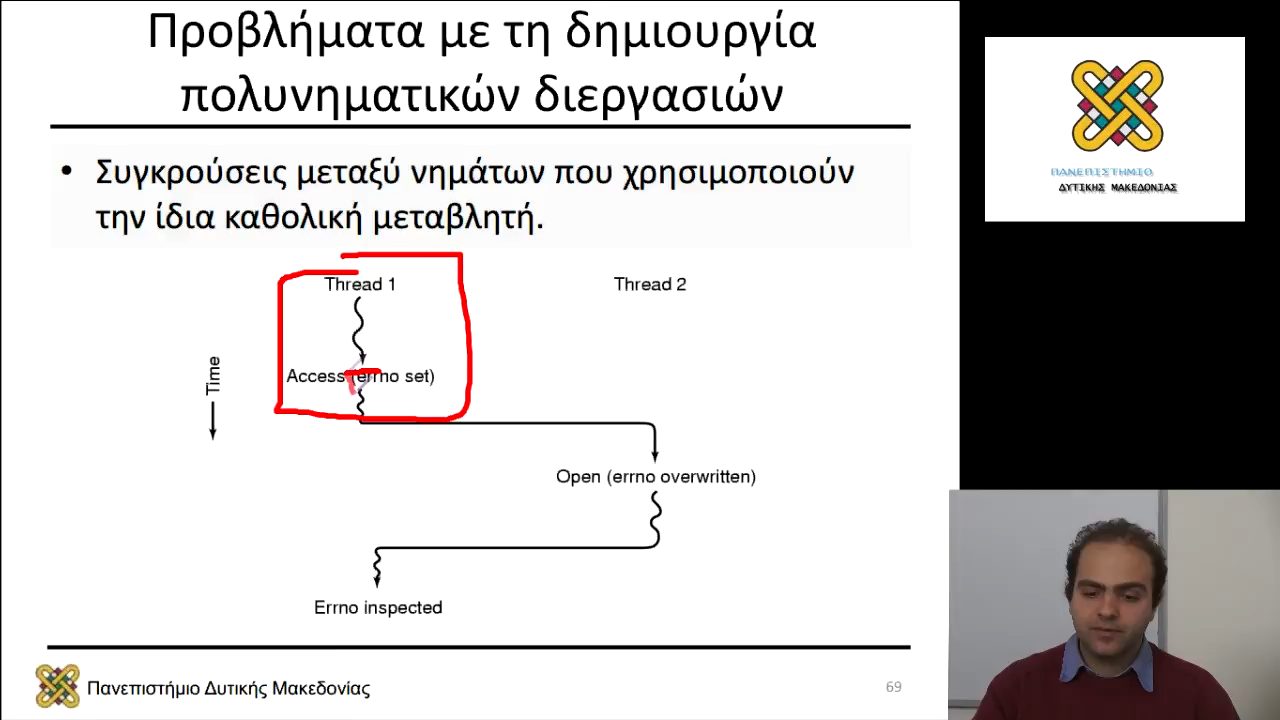 Προβλήματα με τη δημιουργία
πολυνηματικών διεργασιών
• Συγκρούσεις μεταξύ νημάτων που χρησιμοποιούν
την ίδια καθολική μεταβλητή.
Thread 1
Thread 2
Time
Access (errno set)
Open (errno overwritten)
Errno inspected
Πανεπιστήμιο Δυτικής Μακεδονίας
69
ΠΑΝΕΠΙΣΤΗΜΙΟ
ΔΥΤΙΚΗΣ ΜΑΚΕΔΟΝΙΑΣ